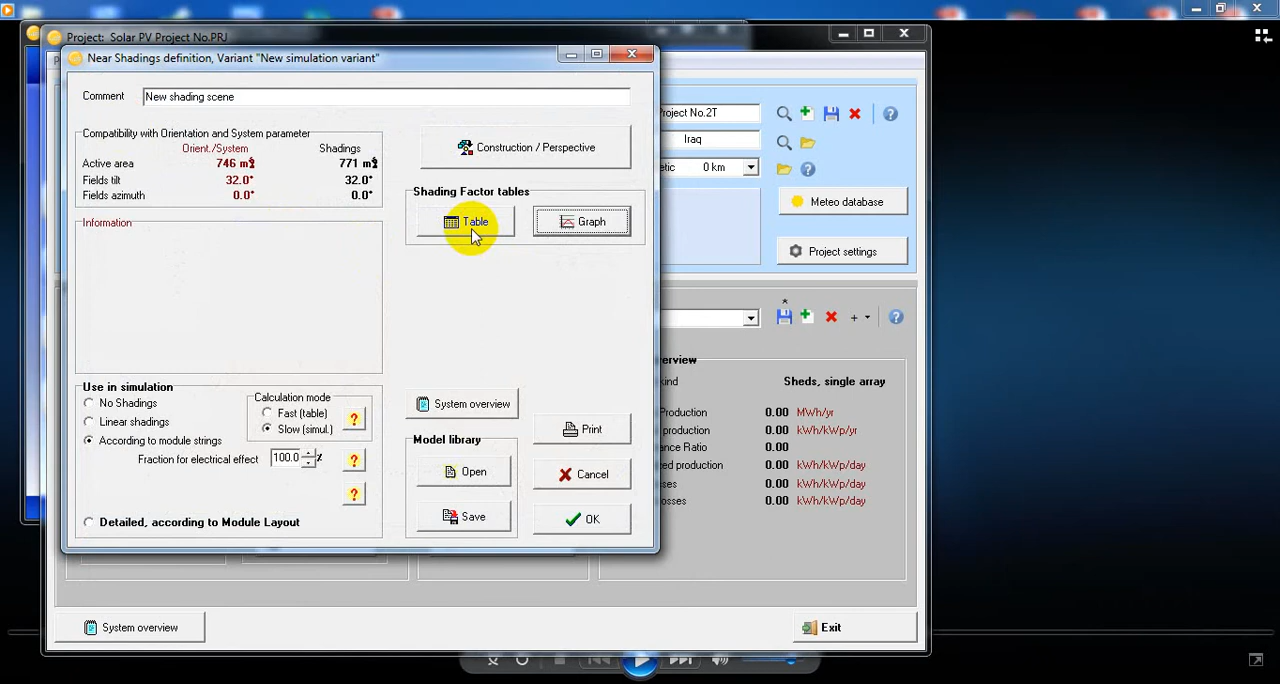 Project: Solar PV Project No.PRJ
Near Shadings definition, Variant "New simulation variant"
Comment New shading scene
Compatibility with Orientation and System parameter
Orient./System Shadings
Active area 746 m² 771 m²
Fields tilt 32.0° 32.0°
Fields azimuth 0.0° 0.0°
Information
Construction / Perspective
Shading Factor tables
Table Graph
Use in simulation
No Shadings
Linear shadings
According to module strings
Fraction for electrical effect 100.0 %
Detailed, according to Module Layout
Calculation mode
Fast (table) ?
Slow (simul.)
?
?
System overview
Model library
Open
Save
Print
Cancel
OK
Project No.2T
?
Iraq
0 km
?
Meteo database
Project settings
+ ?
kind Sheds, single array
Production 0.00 MWh/yr
production 0.00 kWh/kWp/yr
ance Ratio 0.00
ed production 0.00 kWh/kWp/day
ses 0.00 kWh/kWp/day
osses 0.00 kWh/kWp/day
System overview
Exit